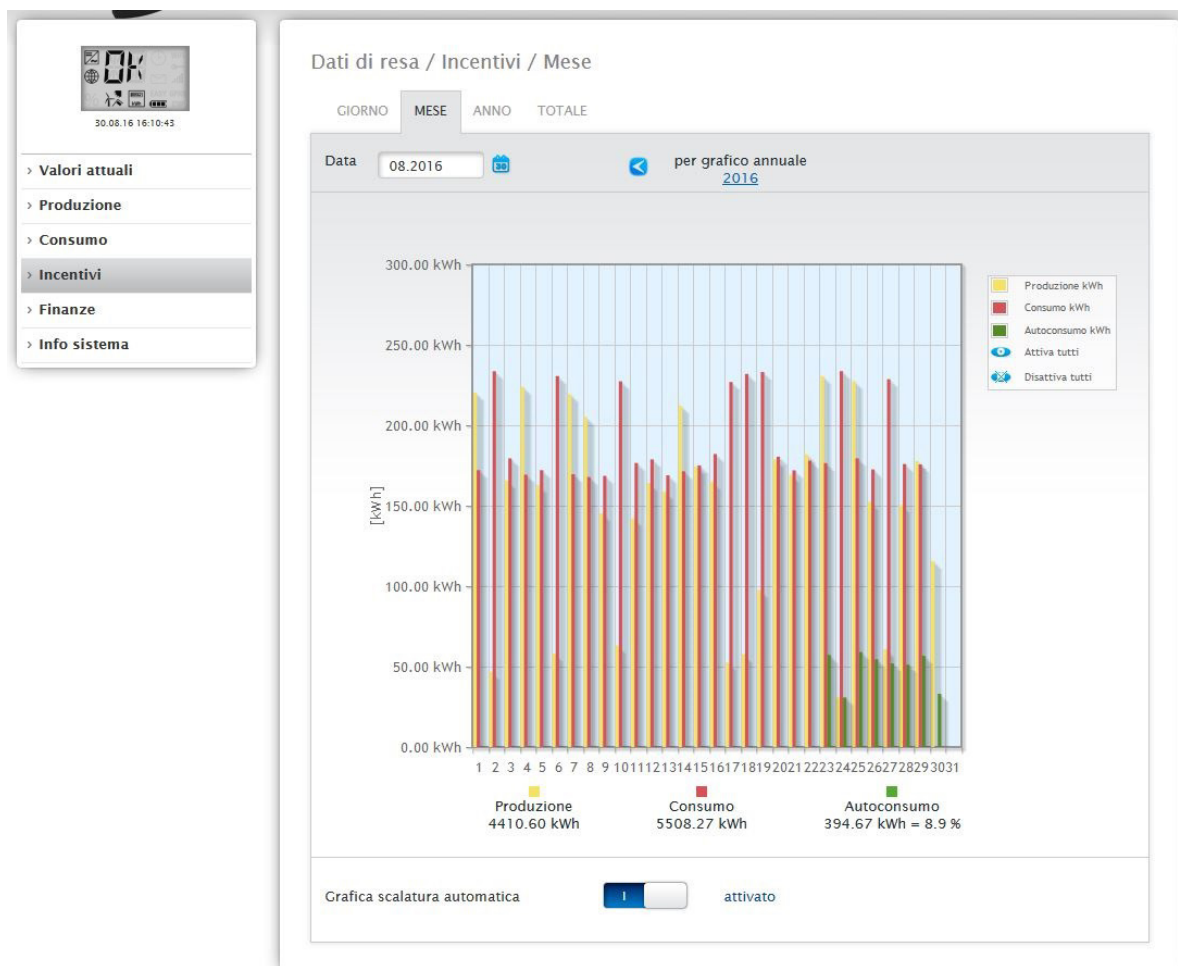 OK
30.08.16 16:10:43
› Valori attuali
› Produzione
› Consumo
› Incentivi
› Finanze
› Info sistema
Dati di resa / Incentivi / Mese
GIORNO MESE ANNO TOTALE
Data 08.2016 30 per grafico annuale
2016
300.00 kWh
250.00 kWh
200.00 kWh
150.00 kWh
100.00 kWh
50.00 kWh
0.00 kWh
[kWh]
1 2 3 4 5 6 7 8 9 10 11 12 13 14 15 16 17 18 19 20 21 22 23 24 25 26 27 28 29 30 31
Produzione kWh
Consumo kWh
Autoconsumo kWh
Attiva tutti
Disattiva tutti
Produzione Consumo Autoconsumo
4410.60 kWh 5508.27 kWh 394.67 kWh = 8.9 %
Grafica scalatura automatica I attivato